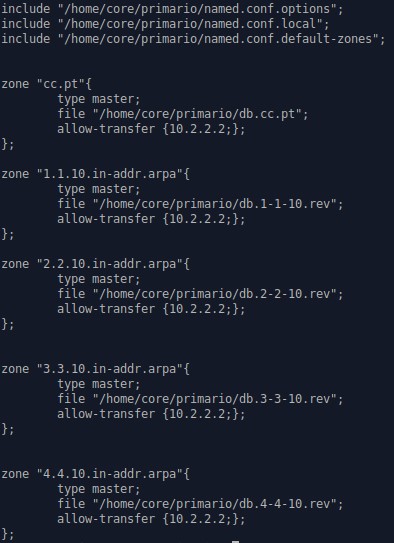 include "/home/core/primario/named.conf.options";
include "/home/core/primario/named.conf.local";
include "/home/core/primario/named.conf.default-zones";
zone "cc.pt"{
type master;
file "/home/core/primario/db.cc.pt";
allow-transfer {10.2.2.2;};
};
zone "1.1.10.in-addr.arpa"{
type master;
file "/home/core/primario/db.1-1-10.rev";
allow-transfer {10.2.2.2;};
};
zone "2.2.10.in-addr.arpa"{
type master;
file "/home/core/primario/db.2-2-10.rev";
allow-transfer {10.2.2.2;};
};
zone "3.3.10.in-addr.arpa"{
type master;
file "/home/core/primario/db.3-3-10.rev";
allow-transfer {10.2.2.2;};
};
zone "4.4.10.in-addr.arpa"{
type master;
file "/home/core/primario/db.4-4-10.rev";
allow-transfer {10.2.2.2;};
};